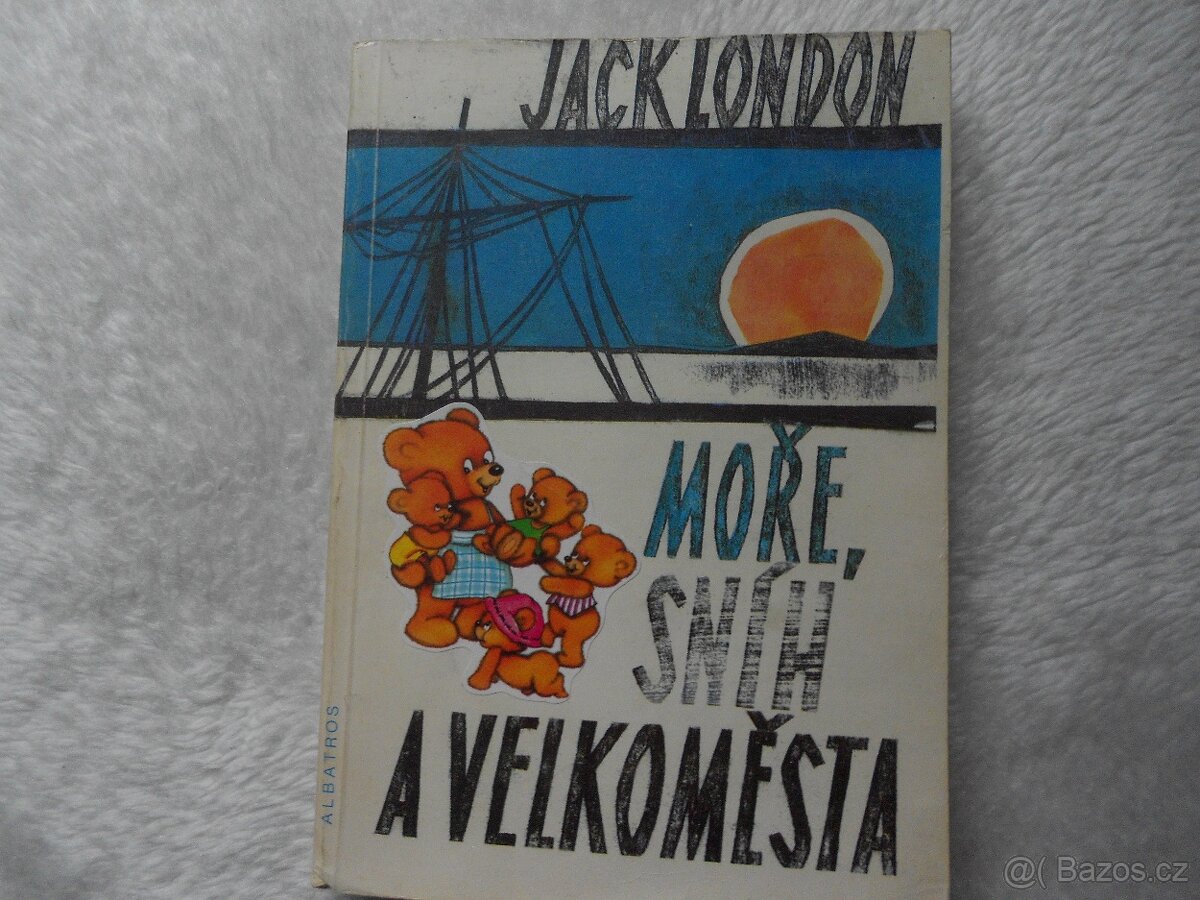 JACK LONDON
MOŘE,
SNÍH
A VELKOMĚSTA
ALBATROS
@( Bazos.cz